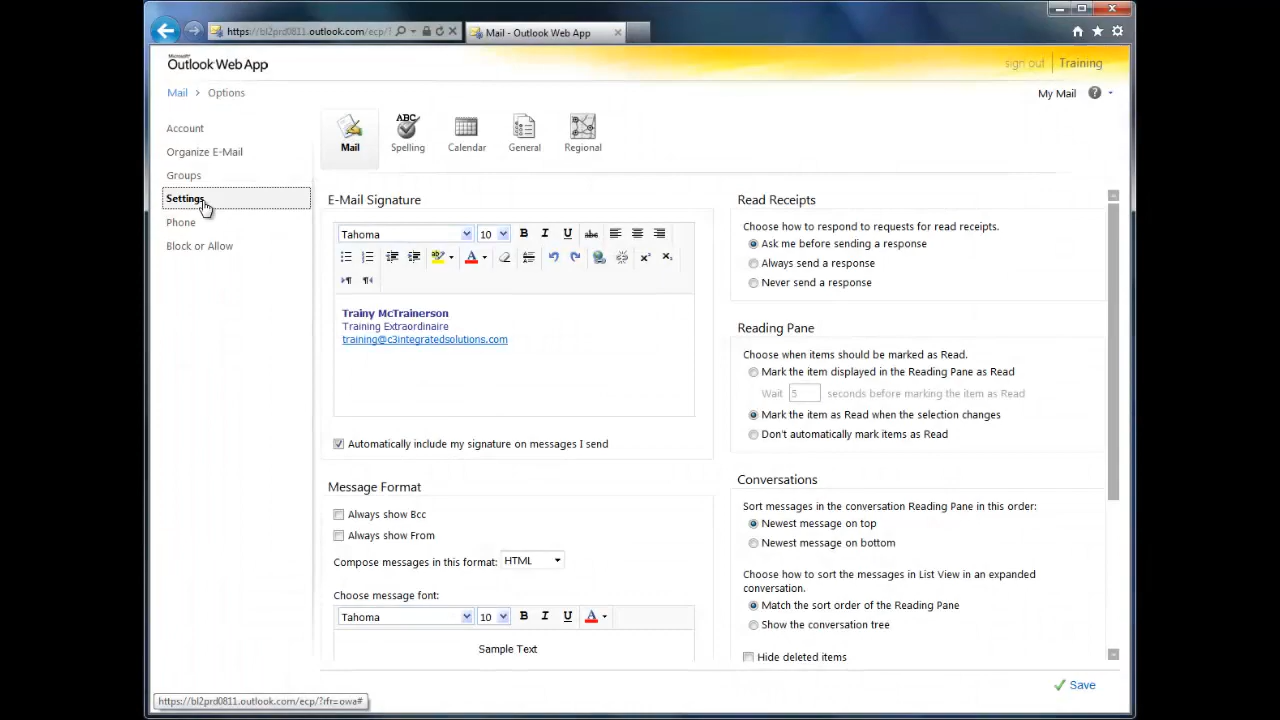 https://bl2prd0811.outlook.com/ecp/
Mail - Outlook Web App
Microsoft
Outlook Web App
sign out
Training
Mail > Options
My Mail
Account
Organize E-Mail
Groups
Settings
Phone
Block or Allow
Mail
ABC
Spelling
Calendar
General
Regional
E-Mail Signature
Tahoma
10
B I U abc
Trainy McTrainerson
Training Extraordinaire
training@c3integratedsolutions.com
Automatically include my signature on messages I send
Message Format
Always show Bcc
Always show From
Compose messages in this format: HTML
Choose message font:
Tahoma
10
B I U A
Sample Text
Read Receipts
Choose how to respond to requests for read receipts.
Ask me before sending a response
Always send a response
Never send a response
Reading Pane
Choose when items should be marked as Read.
Mark the item displayed in the Reading Pane as Read
Wait 5 seconds before marking the item as Read
Mark the item as Read when the selection changes
Don't automatically mark items as Read
Conversations
Sort messages in the conversation Reading Pane in this order:
Newest message on top
Newest message on bottom
Choose how to sort the messages in List View in an expanded
conversation.
Match the sort order of the Reading Pane
Show the conversation tree
Hide deleted items
Save
https://bl2prd0811.outlook.com/ecp/?rfr=owa#